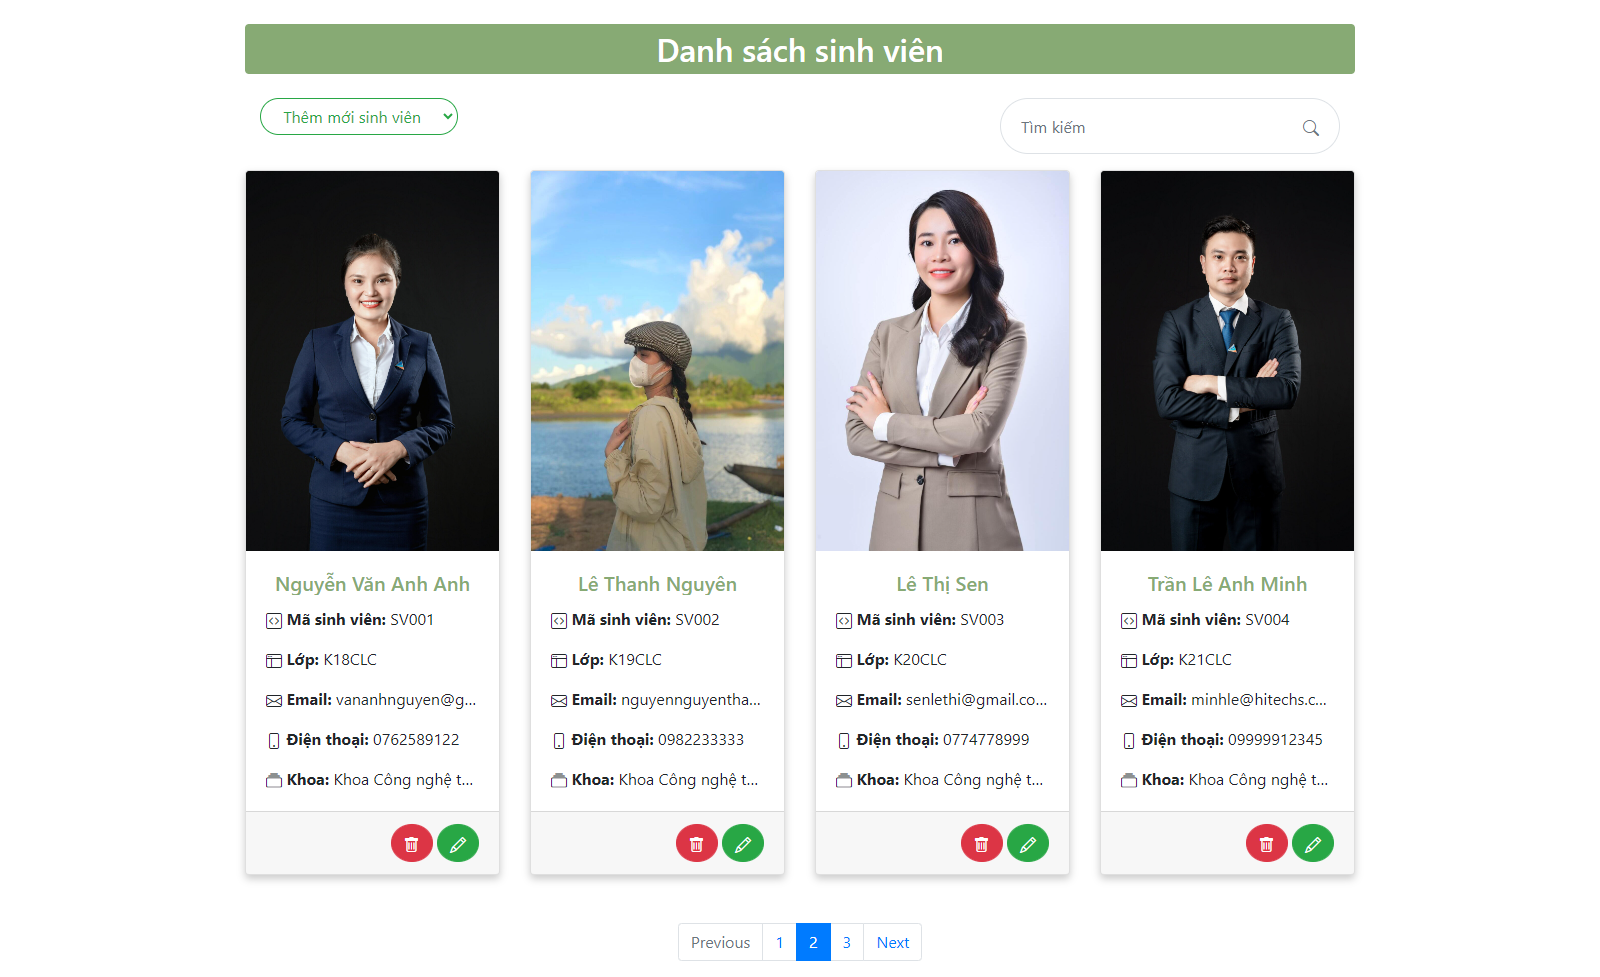 Danh sách sinh viên
Thêm mới sinh viên
Tìm kiếm
Nguyễn Văn Anh Anh
Mã sinh viên: SV001
Lớp: K18CLC
Email: vananhnguyen@g...
Điện thoại: 0762589122
Khoa: Khoa Công nghệ t...
Lê Thanh Nguyên
Mã sinh viên: SV002
Lớp: K19CLC
Email: nguyennguyentha...
Điện thoại: 0982233333
Khoa: Khoa Công nghệ t...
Lê Thị Sen
Mã sinh viên: SV003
Lớp: K20CLC
Email: senlethi@gmail.co...
Điện thoại: 0774778999
Khoa: Khoa Công nghệ t...
Trần Lê Anh Minh
Mã sinh viên: SV004
Lớp: K21CLC
Email: minhle@hitechs.c...
Điện thoại: 09999912345
Khoa: Khoa Công nghệ t...
Previous 1 2 3 Next